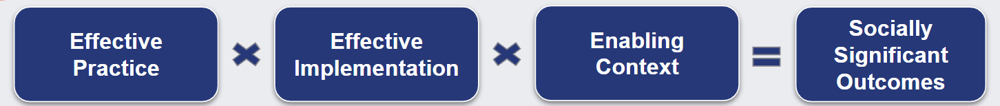 Effective
Practice
Effective
Implementation
Enabling
Context
Socially
Significant
Outcomes